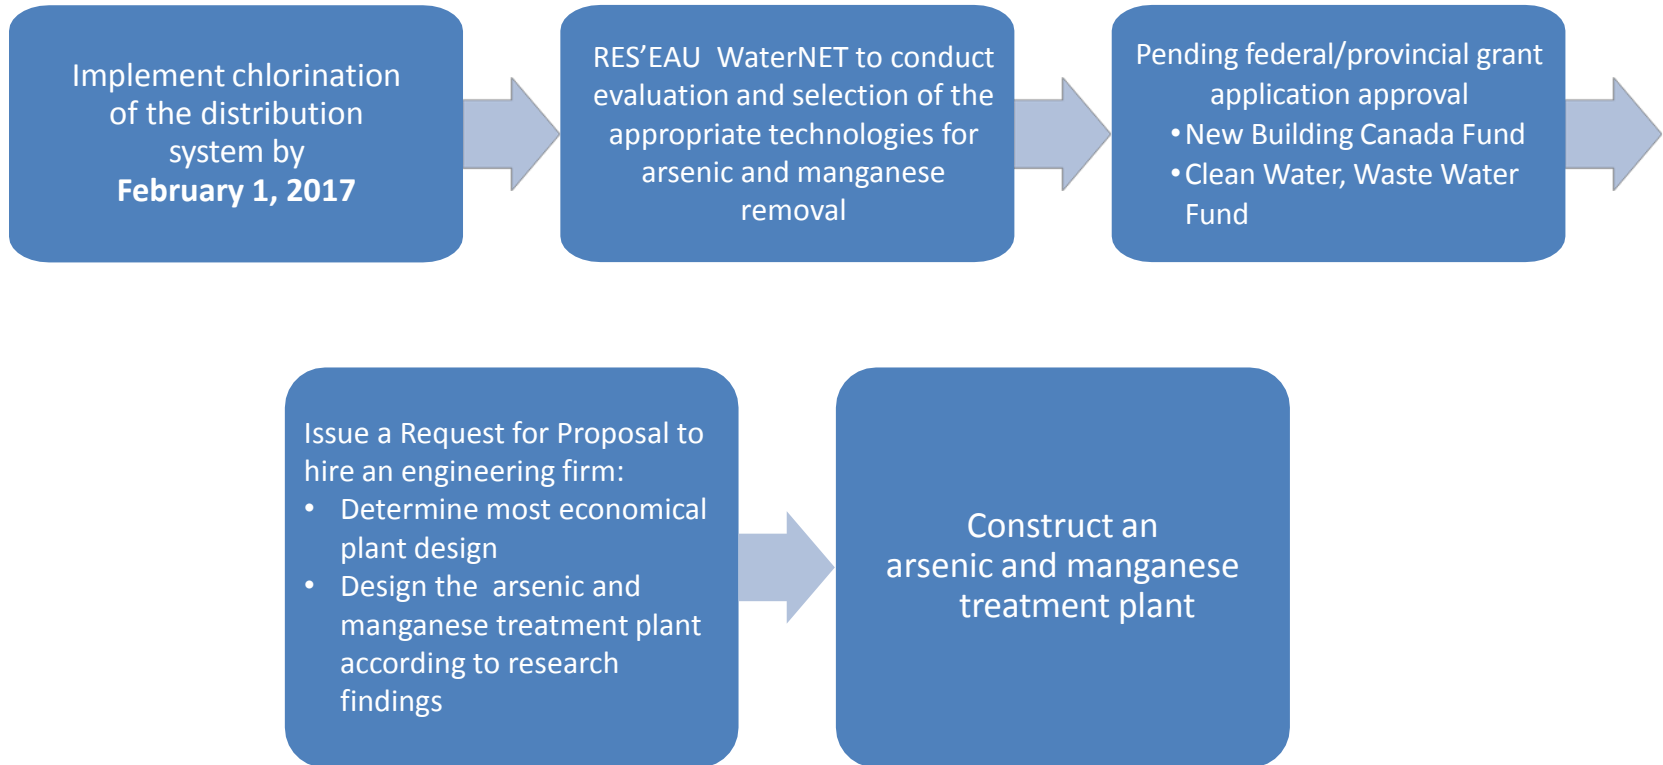 Implement chlorination
of the distribution
system by
February 1, 2017
RES’EAU  WaterNET to conduct
evaluation and selection of the
appropriate technologies for
arsenic and manganese
removal
Pending federal/provincial grant
application approval
• New Building Canada Fund
• Clean Water, Waste Water
Fund
Issue a Request for Proposal to
hire an engineering firm:
• Determine most economical
plant design
• Design the  arsenic and
manganese treatment plant
according to research
findings
Construct an
arsenic and manganese
treatment plant